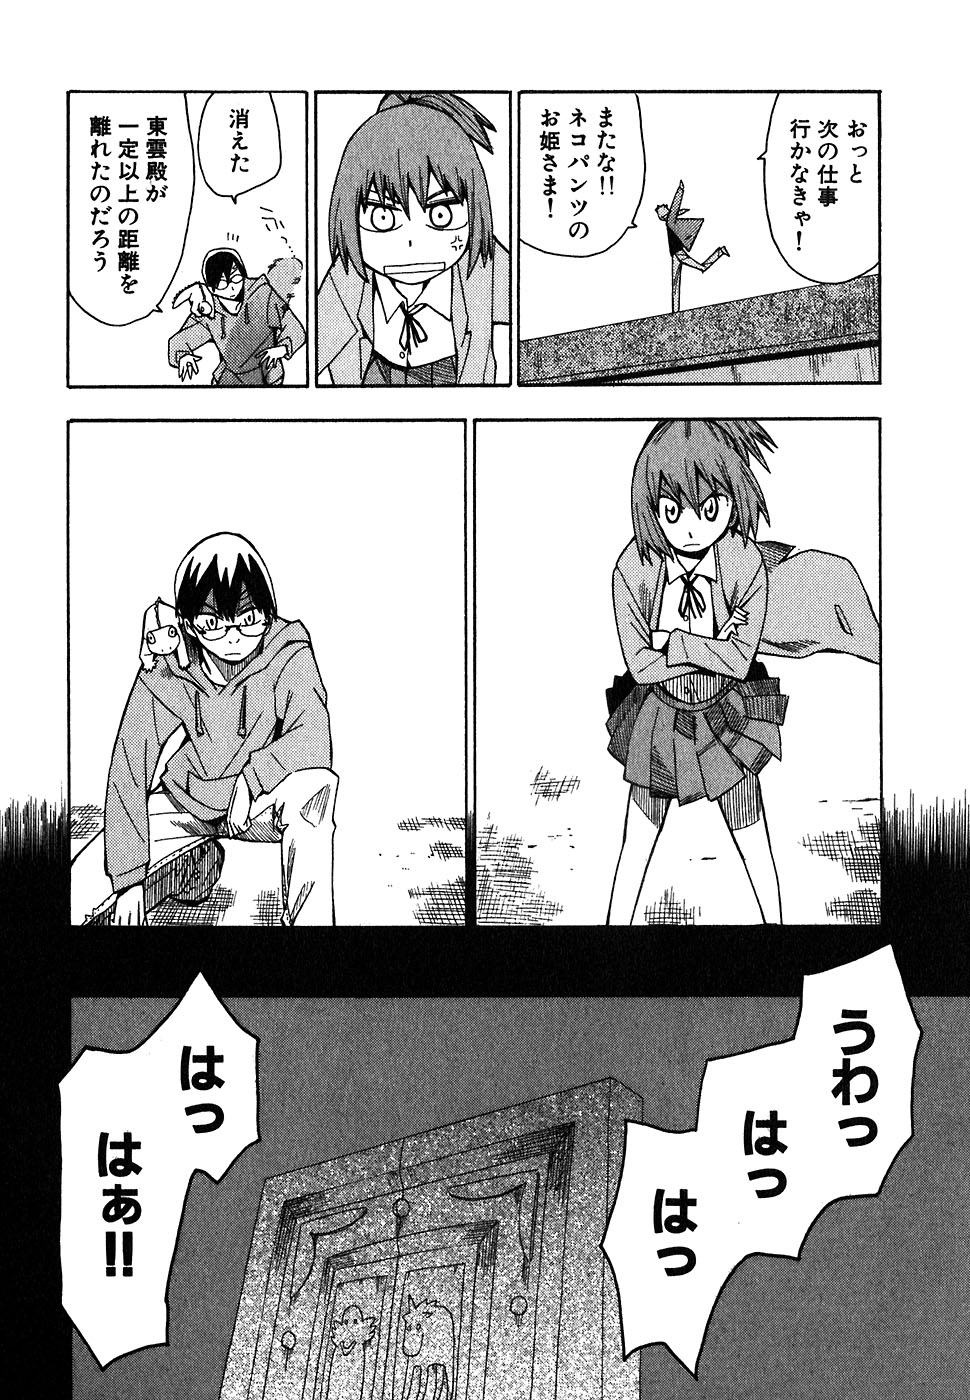 おっと
次の仕事
行かなきゃ！
またな!!
ネコパンツの
お姫さま！
消えた
東雲殿が
一定以上の距離を
離れたのだろう
うわっ
はっ
はっ
はっ
はぁ!!